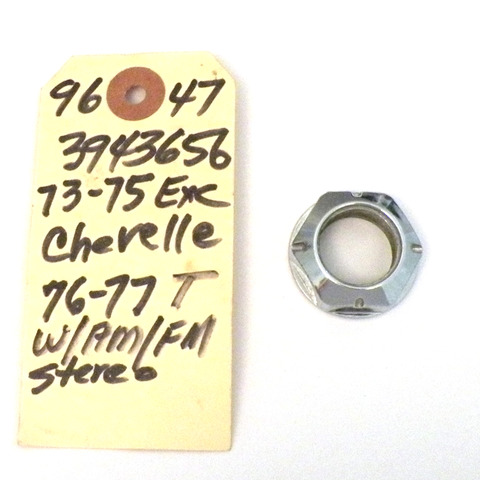 96 47
3943656
73-75 Exc
Chevelle
76-77 T
W/AM/FM
stereo